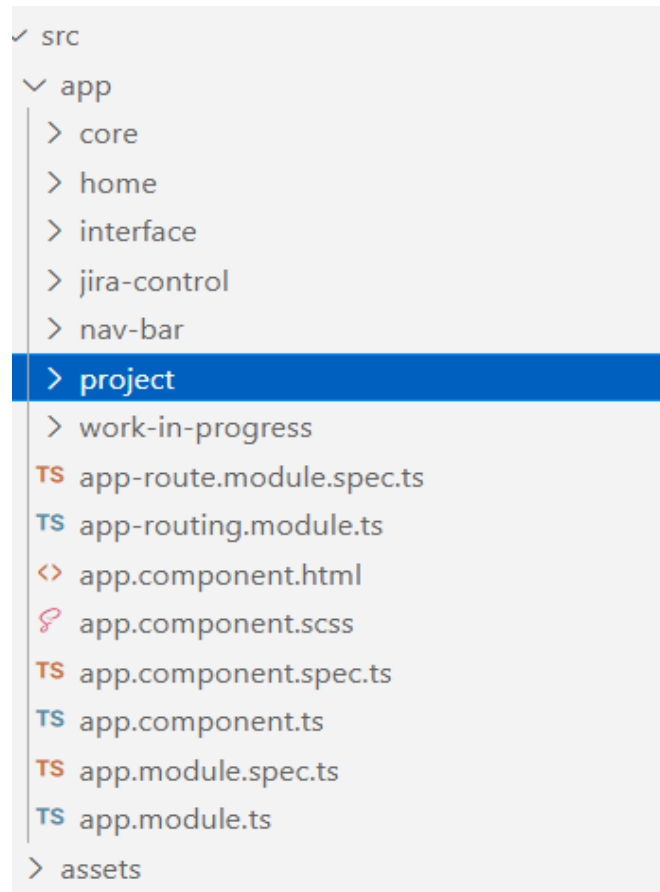 src
app
core
home
interface
jira-control
nav-bar
project
work-in-progress
TS app-route.module.spec.ts
TS app-routing.module.ts
<> app.component.html
app.component.scss
TS app.component.spec.ts
TS app.component.ts
TS app.module.spec.ts
TS app.module.ts
assets